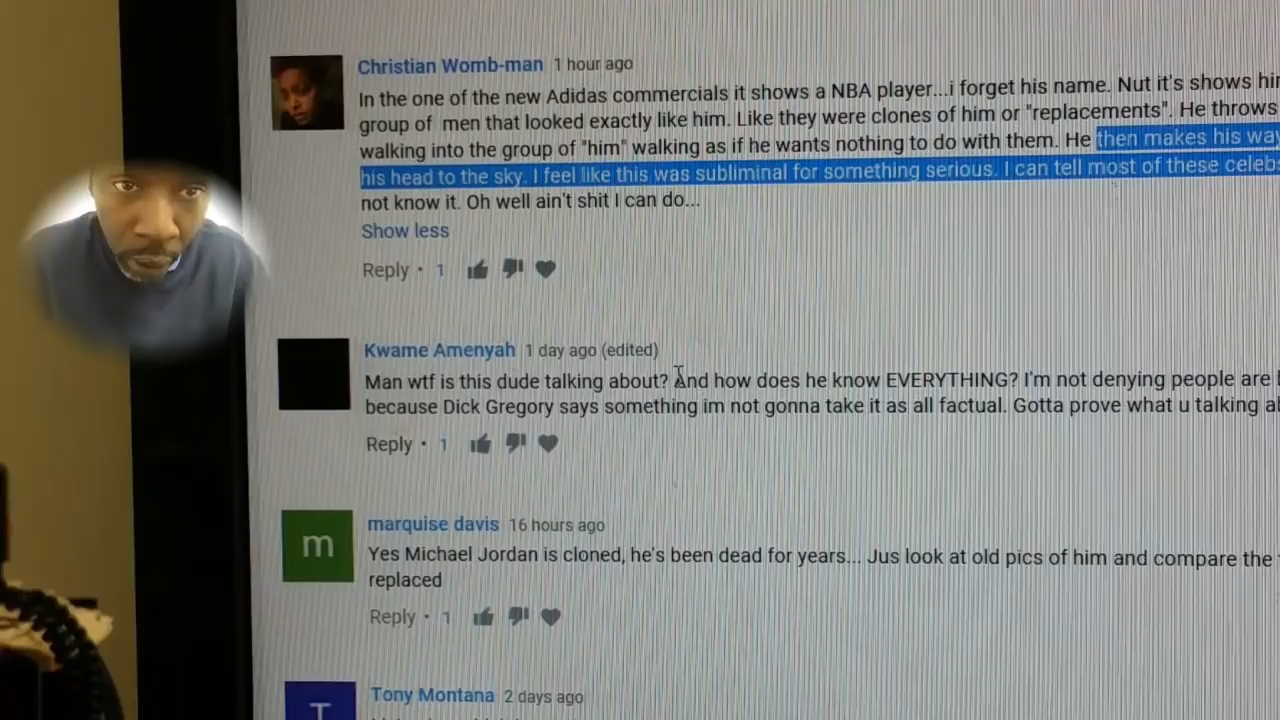 Christian Womb-man 1 hour ago
In the one of the new Adidas commercials it shows a NBA player...i forget his name. Nut it's shows him
group of men that looked exactly like him. Like they were clones of him or "replacements". He throws
walking into the group of "him" walking as if he wants nothing to do with them. He then makes his way
his head to the sky. I feel like this was subliminal for something serious. I can tell most of these celebs
not know it. Oh well ain't shit I can do...
Show less
Reply • 1
Kwame Amenyah 1 day ago (edited)
Man wtf is this dude talking about? And how does he know EVERYTHING? I'm not denying people are
because Dick Gregory says something im not gonna take it as all factual. Gotta prove what u talking
Reply • 1
m
marquise davis 16 hours ago
Yes Michael Jordan is cloned, he's been dead for years... Jus look at old pics of him and compare the
replaced
Reply • 1
T
Tony Montana 2 days ago